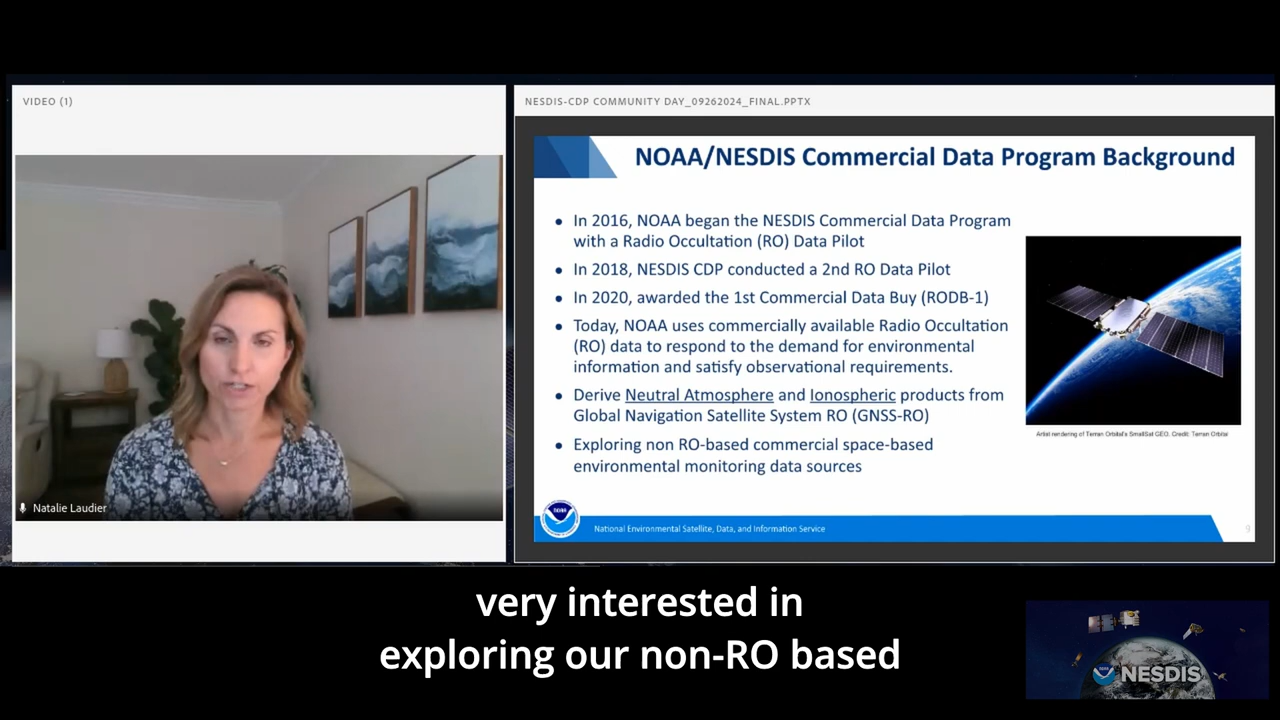 VIDEO (1)
NESDIS-CDP COMMUNITY DAY_09262024_FINAL.PPTX
NOAA/NESDIS Commercial Data Program Background
• In 2016, NOAA began the NESDIS Commercial Data Program
with a Radio Occultation (RO) Data Pilot
• In 2018, NESDIS CDP conducted a 2nd RO Data Pilot
• In 2020, awarded the 1st Commercial Data Buy (RODB-1)
• Today, NOAA uses commercially available Radio Occultation
(RO) data to respond to the demand for environmental
information and satisfy observational requirements.
• Derive Neutral Atmosphere and Ionospheric products from
Global Navigation Satellite System RO (GNSS-RO)
• Exploring non RO-based commercial space-based
environmental monitoring data sources
Artist rendering of Terran Orbital's SmallSat GEO. Credit: Terran Orbital
Natalie Laudier
NOAA
National Environmental Satellite, Data, and Information Service
9
very interested in
exploring our non-RO based
NESDIS